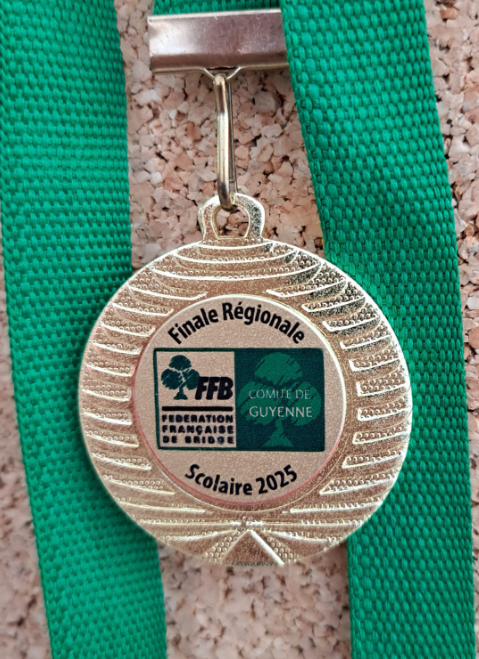 Finale Régionale
FFB
FEDERATION
FRANÇAISE
DE BRIDGE
COMITE DE
GUYENNE
Scolaire 2025